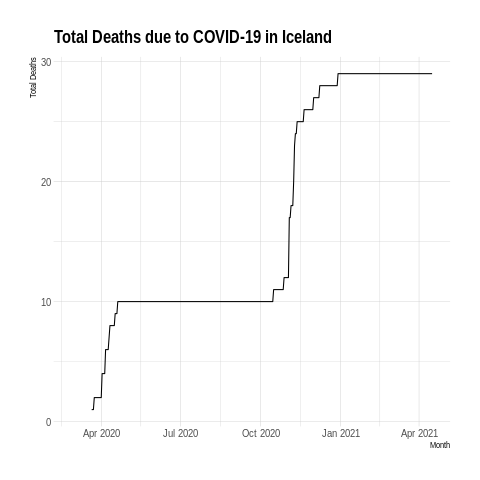 Total Deaths due to COVID-19 in Iceland
Total Deaths
30
20
10
0
Apr 2020 Jul 2020 Oct 2020 Jan 2021 Apr 2021
Month